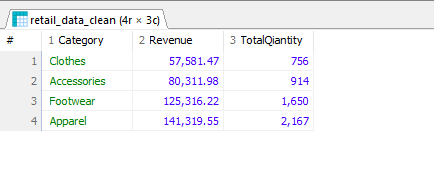 retail_data_clean (4r × 3c)
# 1 Category 2 Revenue 3 TotalQiantity
1 Clothes 57,581.47 756
2 Accessories 80,311.98 914
3 Footwear 125,316.22 1,650
4 Apparel 141,319.55 2,167